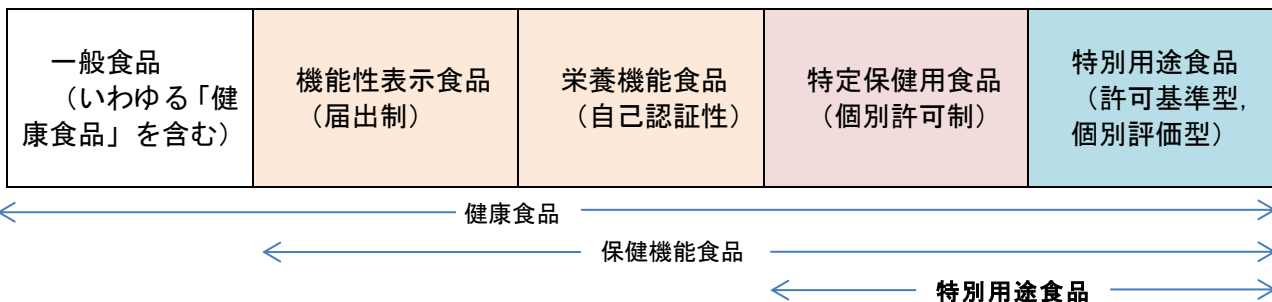 一般食品
（いわゆる「健
康食品」を含む）
機能性表示食品
（届出制）
栄養機能食品
（自己認証性）
特定保健用食品
（個別許可制）
特別用途食品
（許可基準型,
個別評価型）
健康食品
保健機能食品
特別用途食品